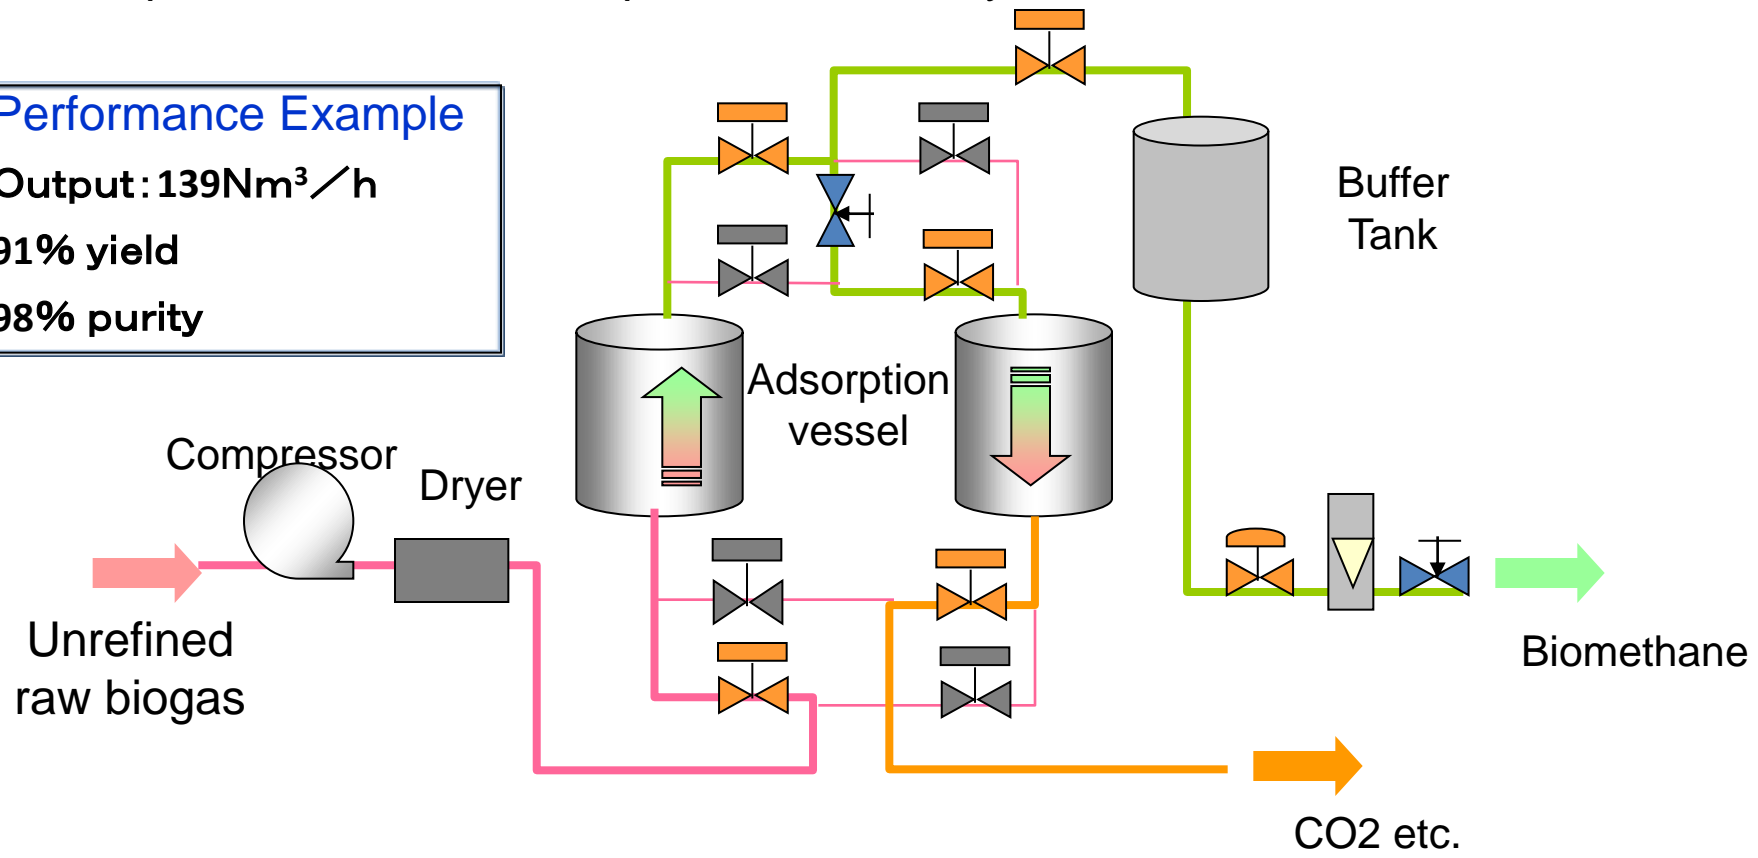 Performance Example
Output：139Nm³／h
91% yield
98% purity
Buffer
Tank
Adsorption
vessel
Compressor
Dryer
Unrefined
raw biogas
Biomethane
CO2 etc.